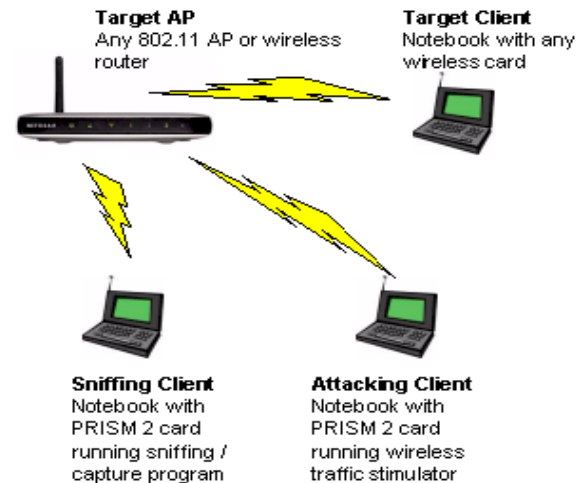 Target AP
Any 802.11 AP or wireless
router
Target Client
Notebook with any
wireless card
NETGEAR
Sniffing Client
Notebook with
PRISM 2 card
running sniffing /
capture program
Attacking Client
Notebook with
PRISM 2 card
running wireless
traffic stimulator